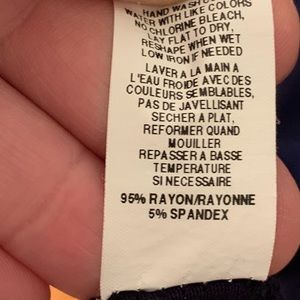 HAND WASH
WATER WITH LIKE COLORS
NO CHLORINE BLEACH,
LAY FLAT TO DRY,
RESHAPE WHEN WET
LOW IRON IF NEEDED
LAVER A LA MAIN A
L'EAU FROIDE AVEC DES
COULEURS SEMBLABLES,
PAS DE JAVELLISANT
SECHER A PLAT,
REFORMER QUAND
MOUILLER
REPASSER A BASSE
TEMPERATURE
SI NECESSAIRE
95% RAYON/RAYONNE
5% SPANDEX